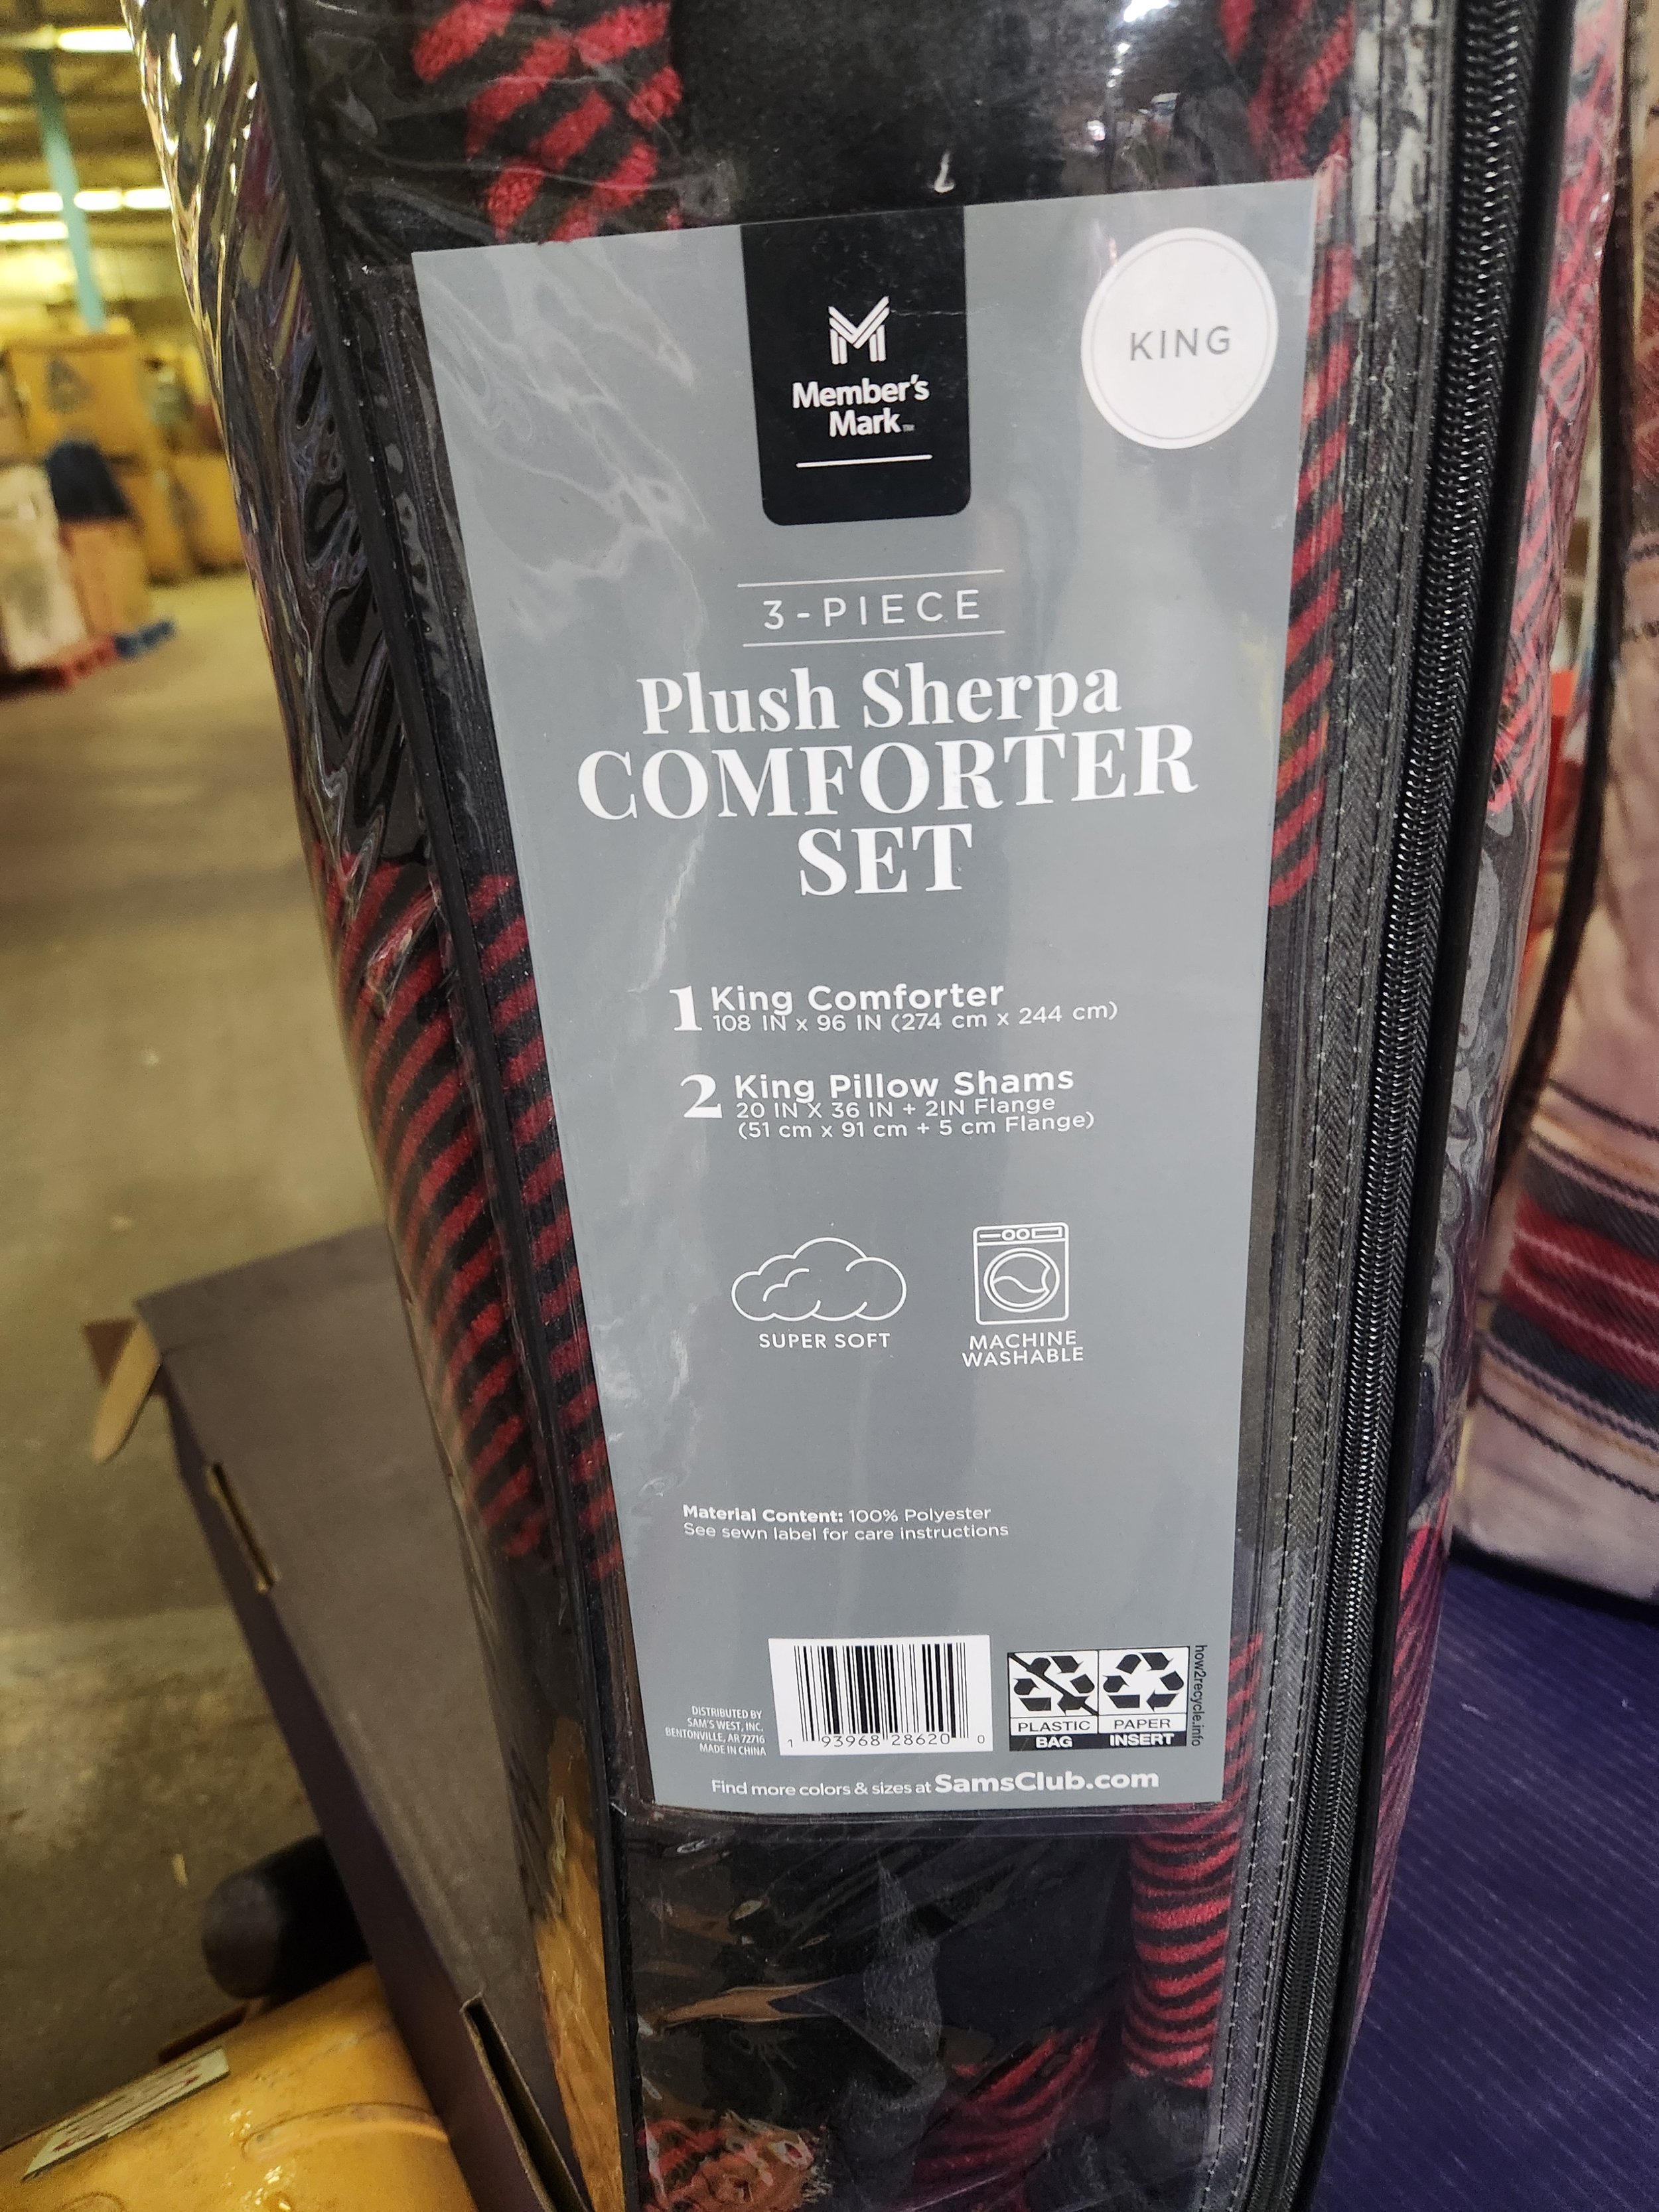 Member's
Mark™
KING
3-PIECE
Plush Sherpa
COMFORTER
SET
1 King Comforter
108 IN x 96 IN (274 cm x 244 cm)
2 King Pillow Shams
20 IN X 36 IN + 2IN Flange
(51 cm x 91 cm + 5 cm Flange)
SUPER SOFT
MACHINE
WASHABLE
Material Content: 100% Polyester
See sewn label for care instructions
DISTRIBUTED BY
SAM'S WEST, INC.
BENTONVILLE, AR 72716
MADE IN CHINA
1 93968 28620 0
PLASTIC
BAG
PAPER
INSERT
how2recycle.info
Find more colors & sizes at SamsClub.com